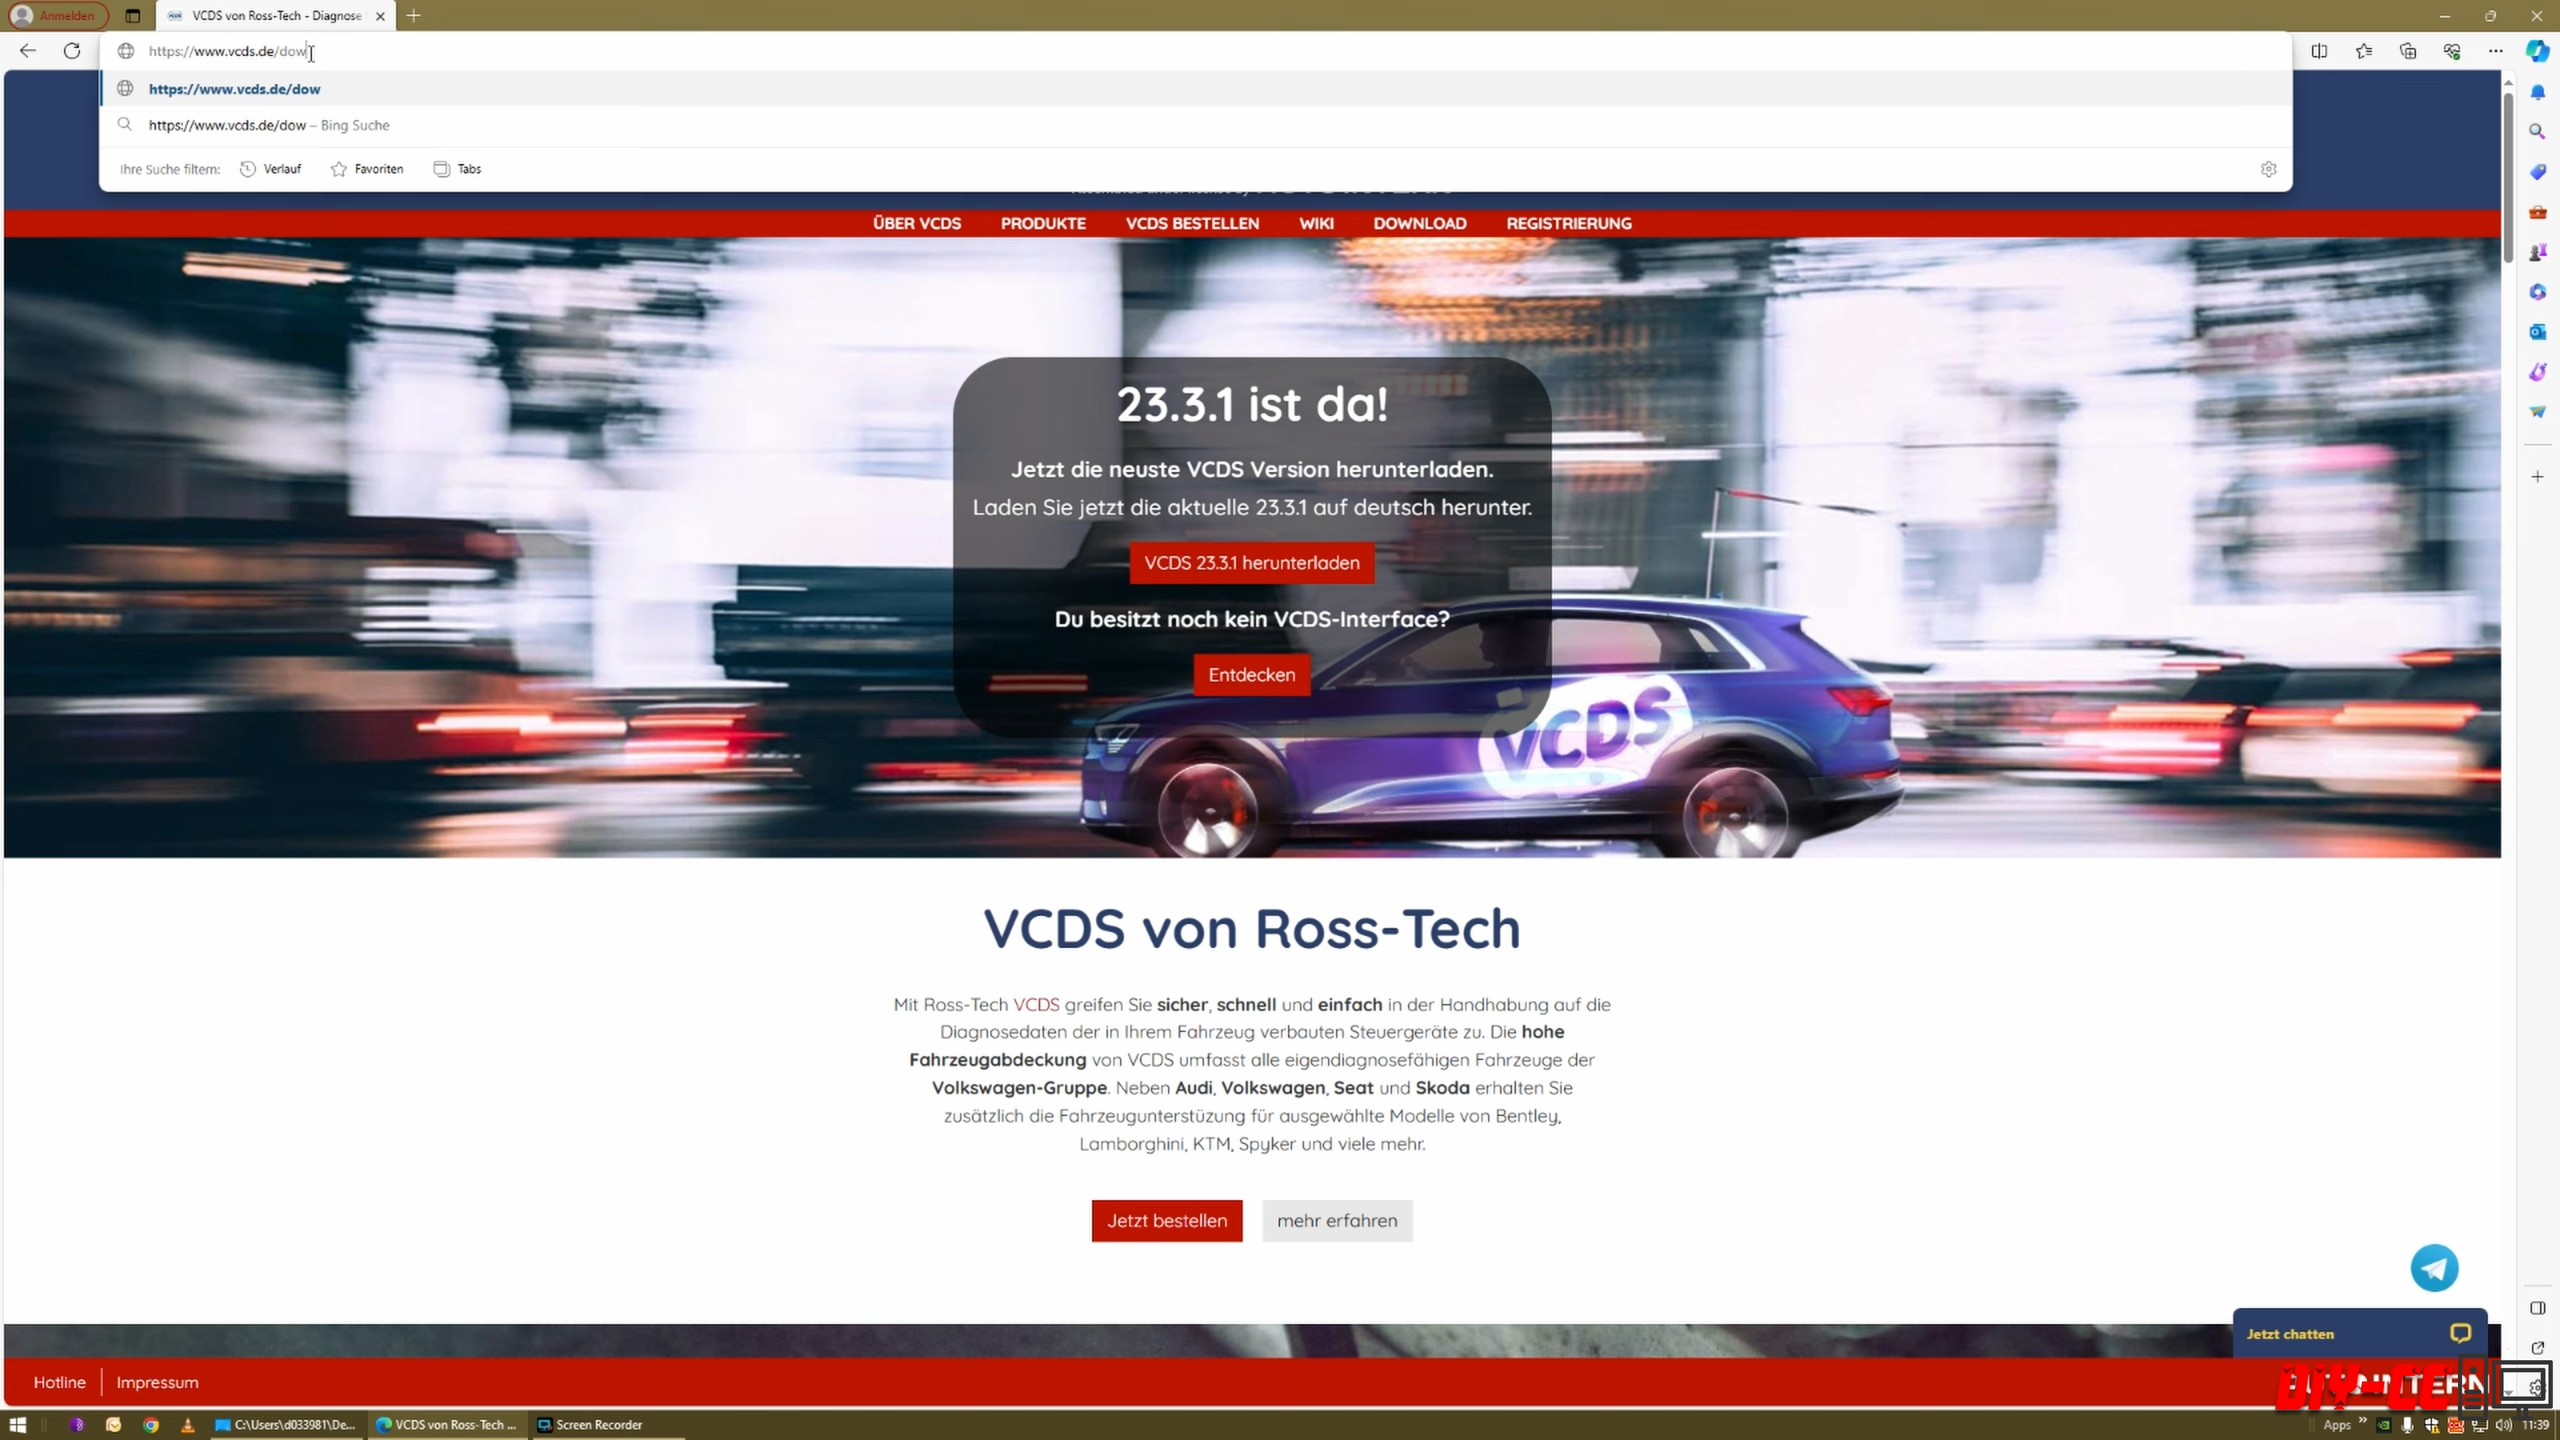 Anmelden
VCDS von Ross-Tech - Diagnose
https://www.vcds.de/dow
https://www.vcds.de/dow
https://www.vcds.de/dow – Bing Suche
Ihre Suche filtern: Verlauf Favoriten Tabs
ÜBER VCDS PRODUKTE VCDS BESTELLEN WIKI DOWNLOAD REGISTRIERUNG
23.3.1 ist da!
Jetzt die neuste VCDS Version herunterladen.
Laden Sie jetzt die aktuelle 23.3.1 auf deutsch herunter.
VCDS 23.3.1 herunterladen
Du besitzt noch kein VCDS-Interface?
Entdecken
VCDS
VCDS von Ross-Tech
Mit Ross-Tech VCDS greifen Sie sicher, schnell und einfach in der Handhabung auf die
Diagnosedaten der in Ihrem Fahrzeug verbauten Steuergeräte zu. Die hohe
Fahrzeugabdeckung von VCDS umfasst alle eigendiagnosefähigen Fahrzeuge der
Volkswagen-Gruppe. Neben Audi, Volkswagen, Seat und Skoda erhalten Sie
zusätzlich die Fahrzeugunterstüzung für ausgewählte Modelle von Bentley,
Lamborghini, KTM, Spyker und viele mehr.
Jetzt bestellen mehr erfahren
Jetzt chatten
Hotline Impressum
C:\Users\d033981\De... VCDS von Ross-Tech ... Screen Recorder Apps 11:39